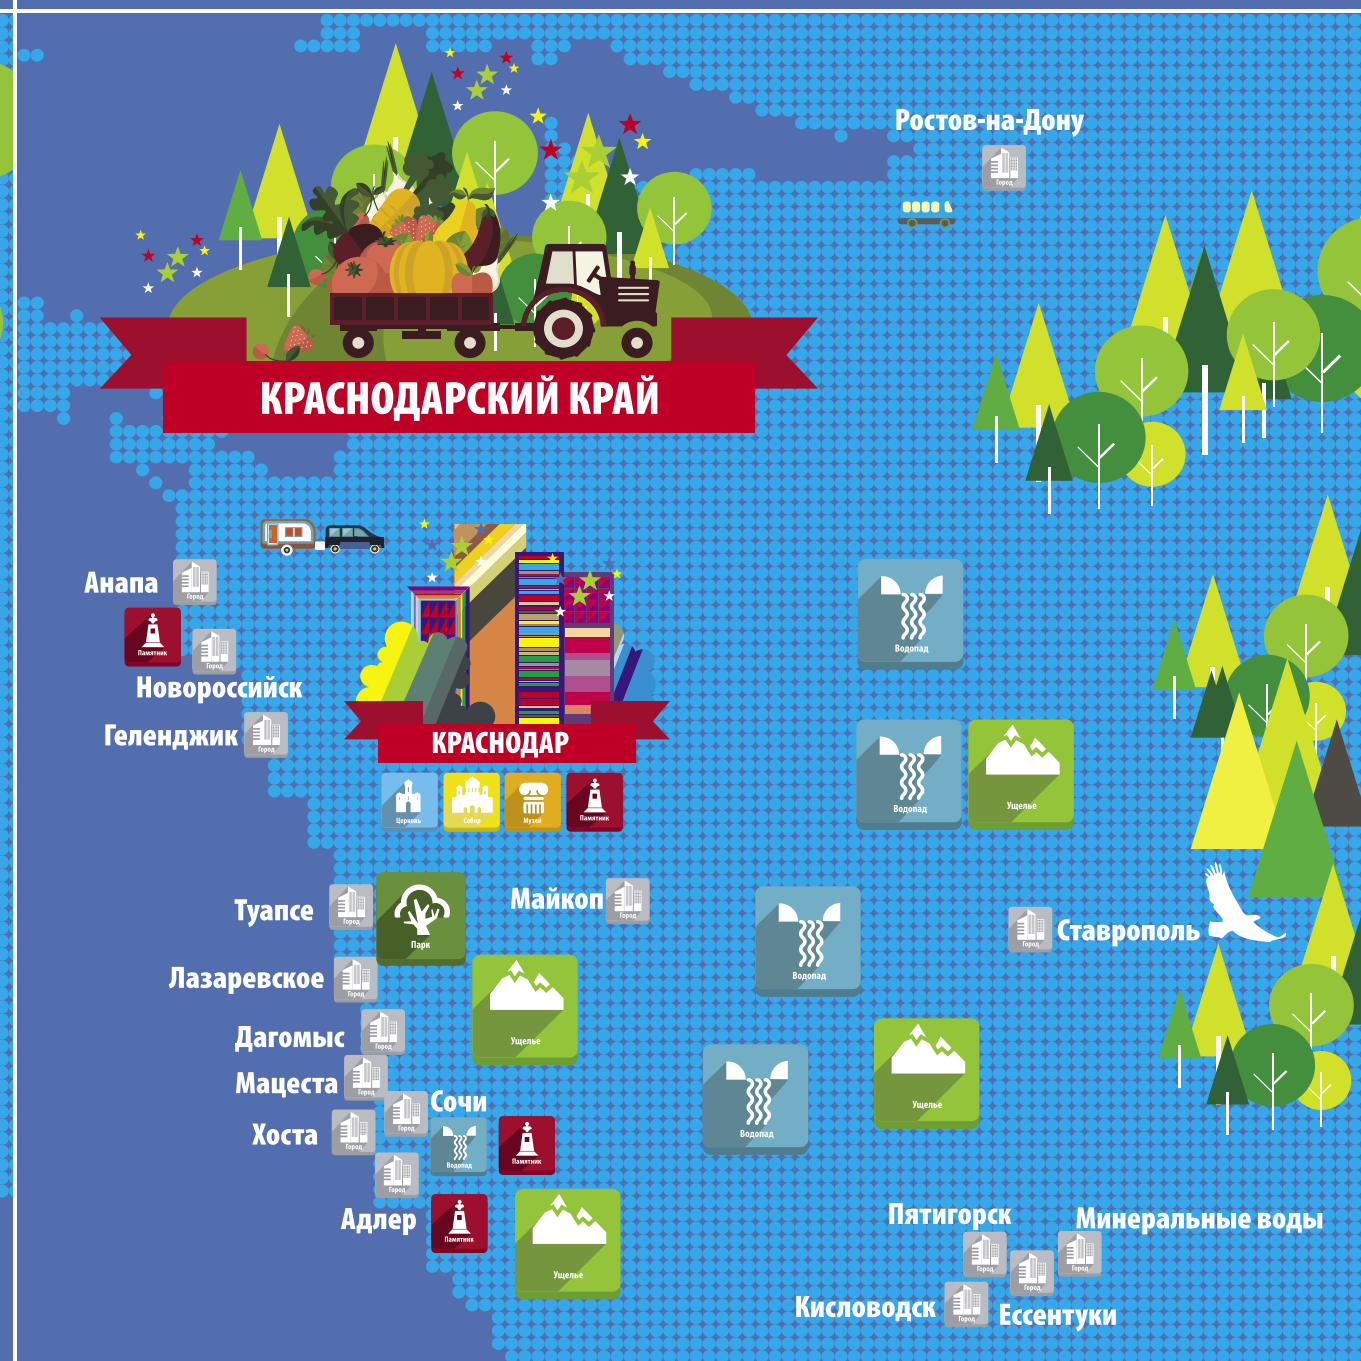 Ростов-на-Дону
Город
КРАСНОДАРСКИЙ КРАЙ
Анапа
Город
Памятник
Город
Новороссийск
Геленджик
Город
КРАСНОДАР
Церковь
Собор
Музей
Памятник
Водопад
Водопад
Ущелье
Туапсе
Город
Парк
Майкоп
Город
Водопад
Город
Ставрополь
Лазаревское
Город
Ущелье
Дагомыс
Город
Мацеста
Город
Город
Сочи
Хоста
Город
Водопад
Памятник
Водопад
Ущелье
Город
Адлер
Памятник
Ущелье
Пятигорск
Город
Минеральные воды
Город
Город
Ессентуки
Кисловодск
Город